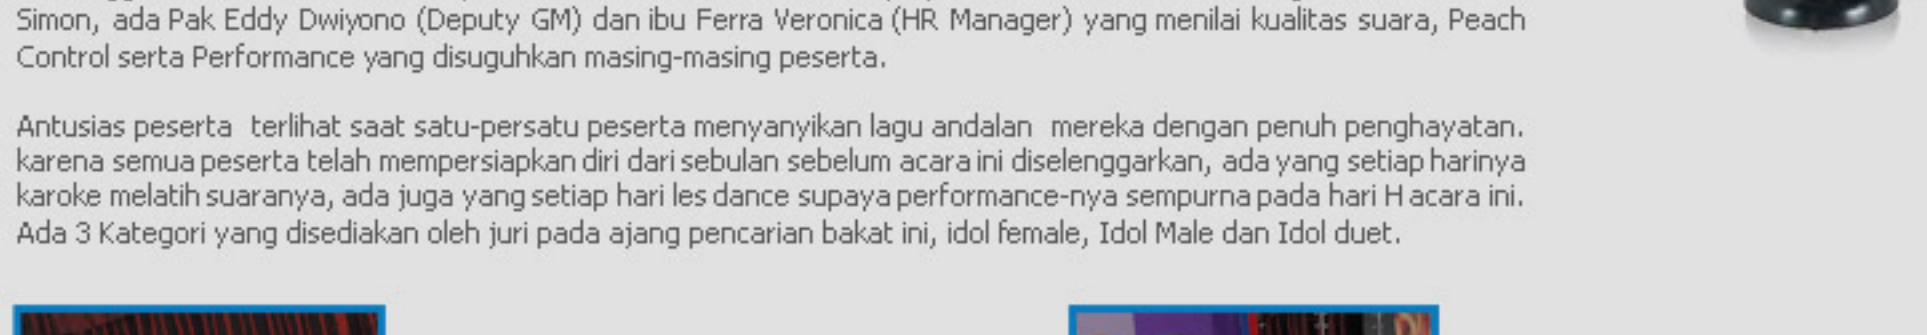 Simon, ada Pak Eddy Dwiyono (Deputy GM) dan ibu Ferra Veronica (HR Manager) yang menilai kualitas suara, Peach
Control serta Performance yang disuguhkan masing-masing peserta.
Antusias peserta terlihat saat satu-persatu peserta menyanyikan lagu andalan mereka dengan penuh penghayatan.
karena semua peserta telah mempersiapkan diri dari sebulan sebelum acara ini diselenggarkan, ada yang setiap harinya
karoke melatih suaranya, ada juga yang setiap hari les dance supaya performance-nya sempurna pada hari H acara ini.
Ada 3 Kategori yang disediakan oleh juri pada ajang pencarian bakat ini, idol female, Idol Male dan Idol duet.